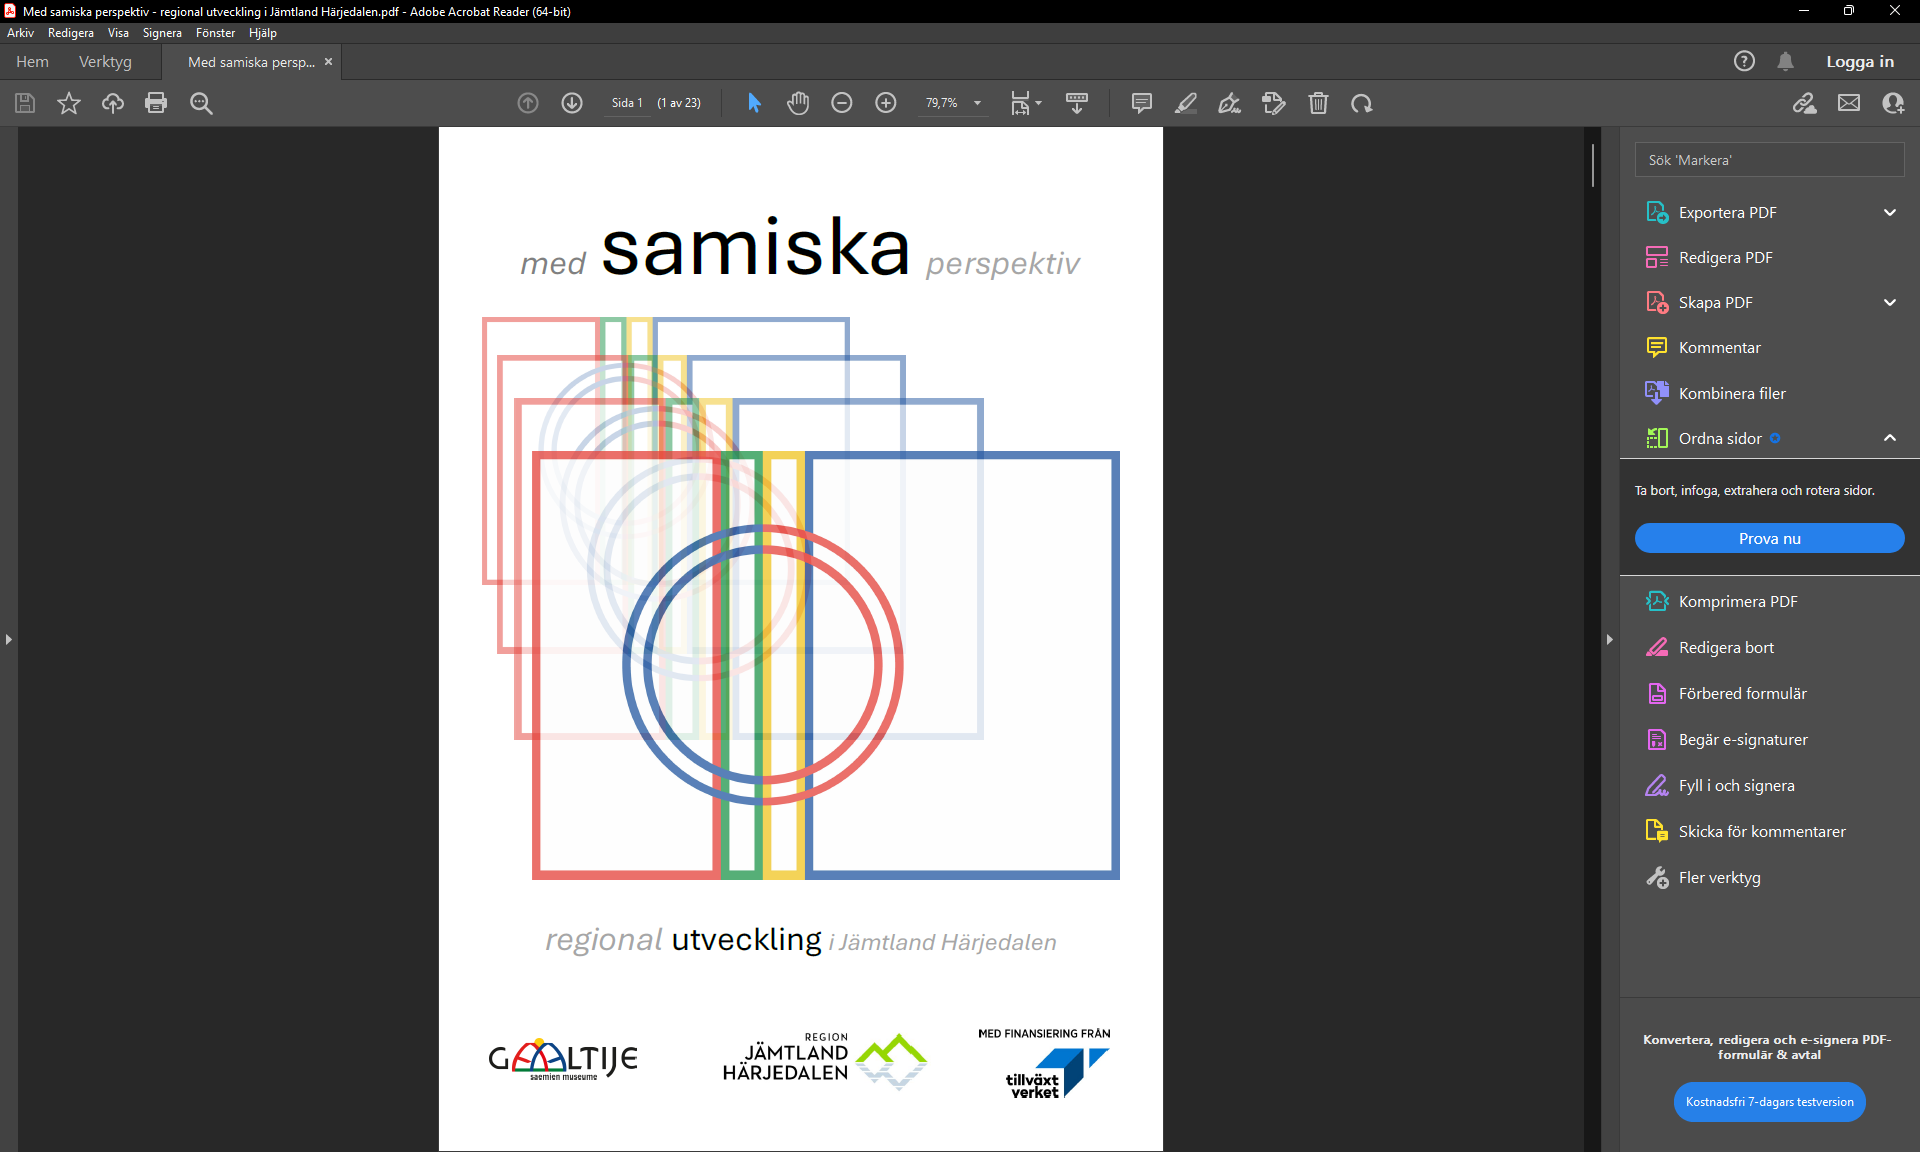 Med samiska perspektiv - regional utveckling i Jämtland Härjedalen.pdf - Adobe Acrobat Reader (64-bit)
Arkiv Redigera Visa Signera Fönster Hjälp
Hem Verktyg Med samiska persp... × Logga in
Sida 1 (1 av 23) 79,7%
med samiska perspektiv
regional utveckling i Jämtland Härjedalen
GAALTIJE
saemien museume
REGION
JÄMTLAND
HÄRJEDALEN
MED FINANSIERING FRÅN
tillväxt
verket
Sök 'Markera'
Exportera PDF
Redigera PDF
Skapa PDF
Kommentar
Kombinera filer
Ordna sidor
Ta bort, infoga, extrahera och rotera sidor.
Prova nu
Komprimera PDF
Redigera bort
Förbered formulär
Begär e-signaturer
Fyll i och signera
Skicka för kommentarer
Fler verktyg
Konvertera, redigera och e-signera PDF-
formulär & avtal
Kostnadsfri 7-dagars testversion